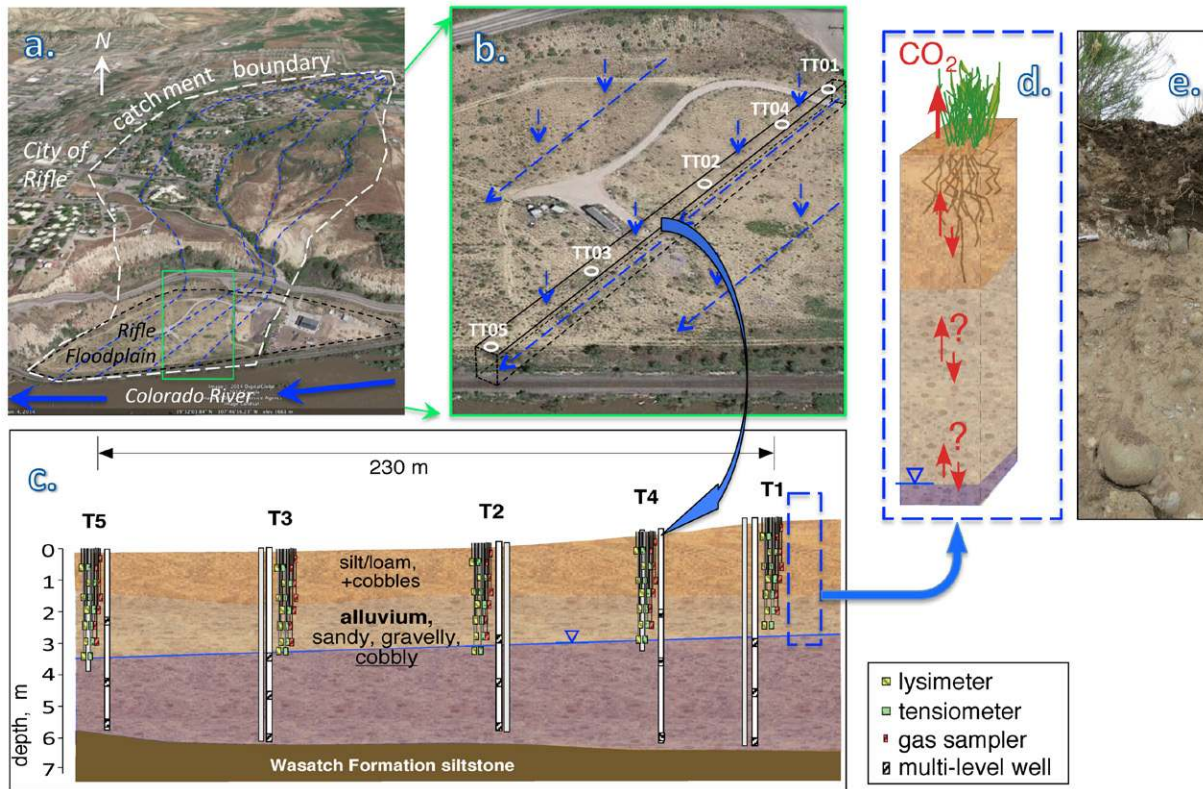 a.
N
catchment boundary
City of
Rifle
Rifle
Floodplain
Colorado River
b.
TT01
TT04
TT02
TT03
TT05
c.
230 m
T5
T3
T2
T4
T1
0
1
2
3
4
5
6
7
depth, m
silt/loam,
+cobbles
alluvium,
sandy, gravelly,
cobbly
Wasatch Formation siltstone
d.
CO₂
?
?
e.
lysimeter
tensiometer
gas sampler
multi-level well